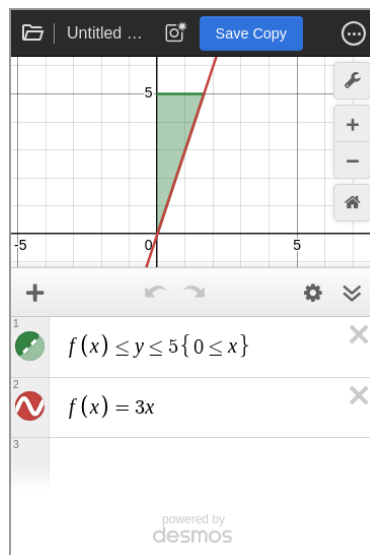 Untitled ...
Save Copy
5
-5
0
5
1
f(x) ≤ y ≤ 5{0 ≤ x}
2
f(x) = 3x
3
powered by
desmos